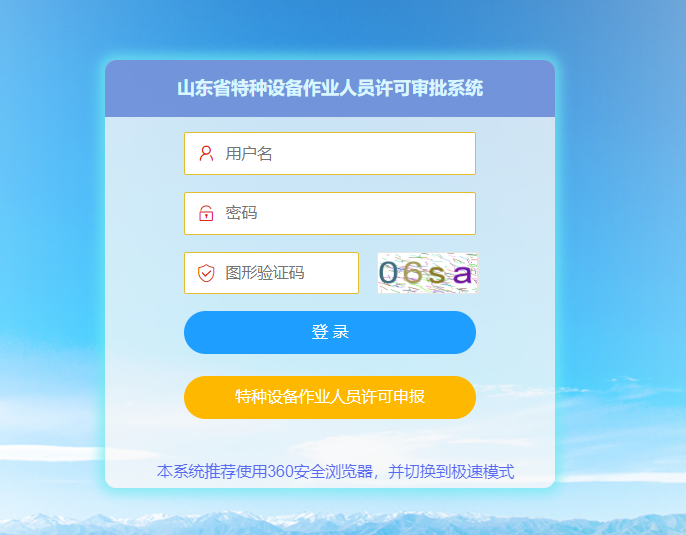 山东省特种设备作业人员许可审批系统
用户名
密码
图形验证码
06sa
登 录
特种设备作业人员许可申报
本系统推荐使用360安全浏览器，并切换到极速模式